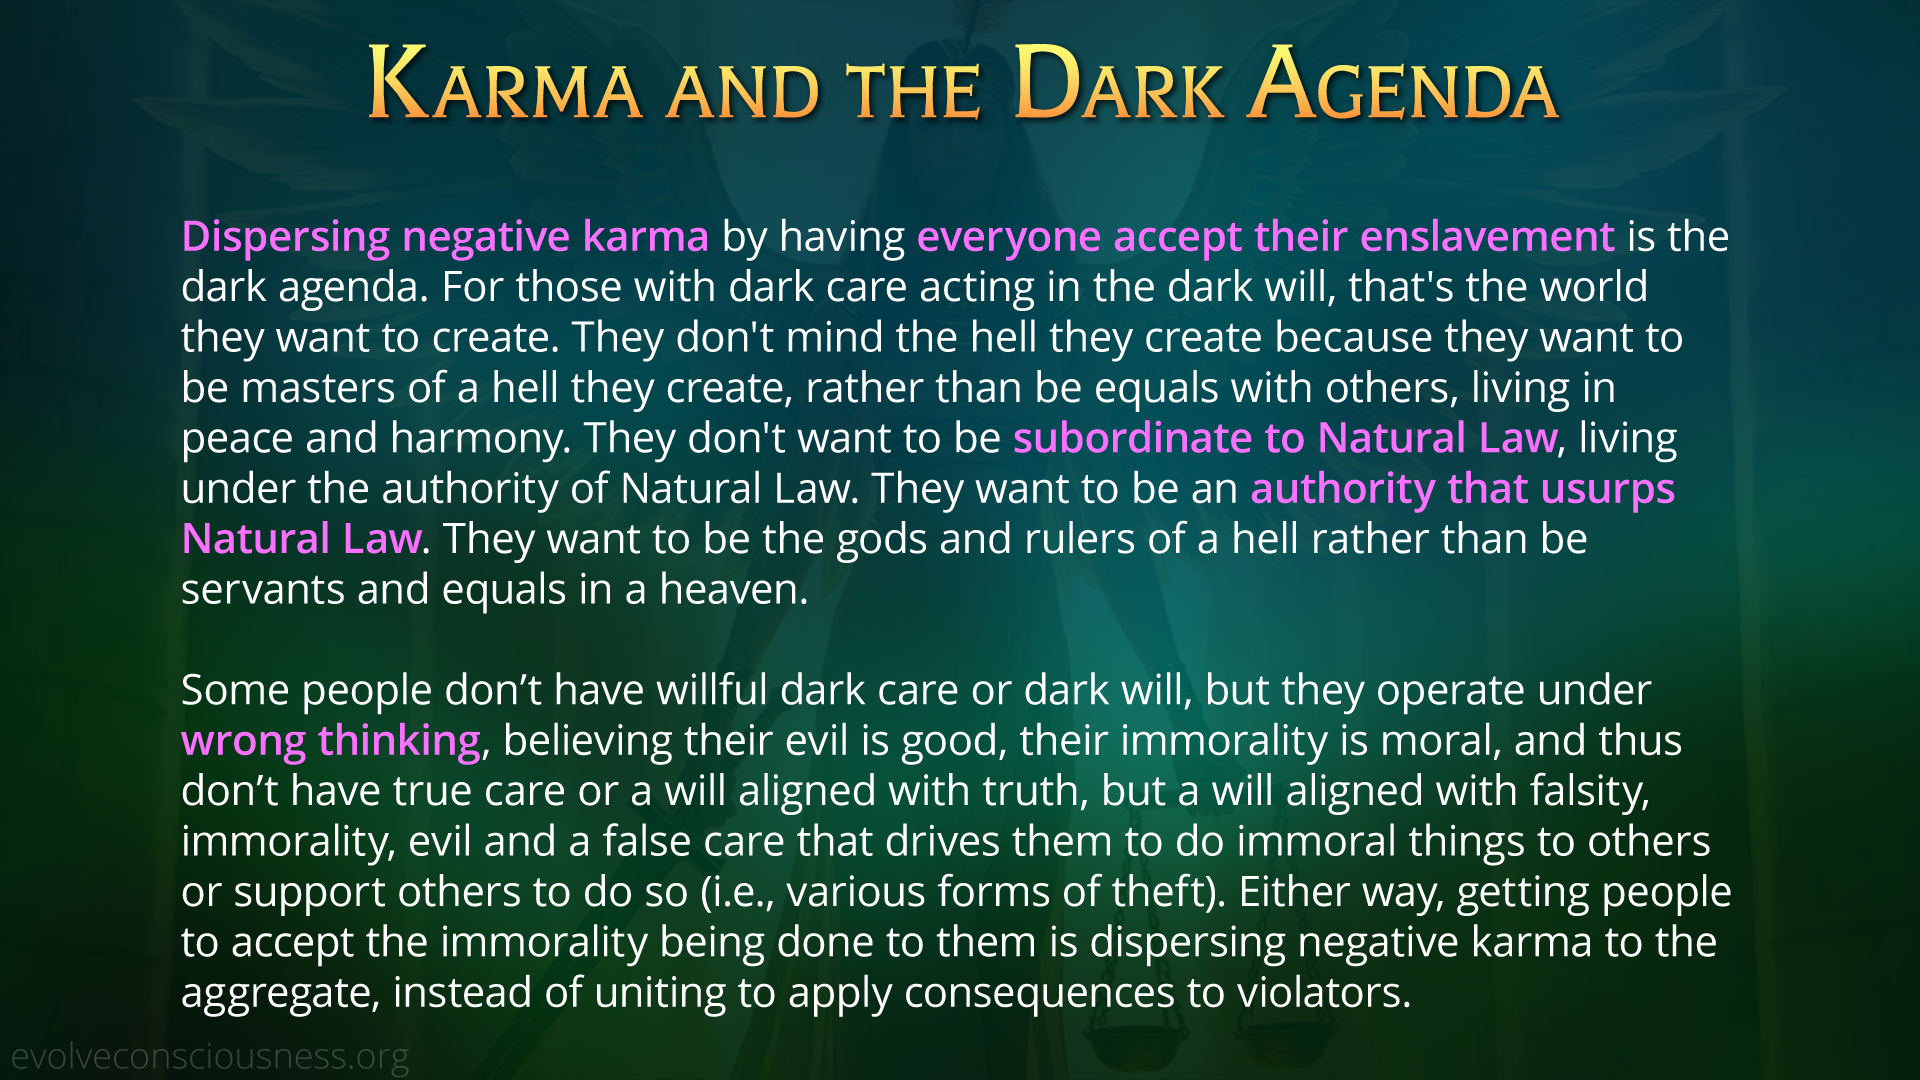 Karma and the Dark Agenda
Dispersing negative karma by having everyone accept their enslavement is the
dark agenda. For those with dark care acting in the dark will, that's the world
they want to create. They don't mind the hell they create because they want to
be masters of a hell they create, rather than be equals with others, living in
peace and harmony. They don't want to be subordinate to Natural Law, living
under the authority of Natural Law. They want to be an authority that usurps
Natural Law. They want to be the gods and rulers of a hell rather than be
servants and equals in a heaven.
Some people don’t have willful dark care or dark will, but they operate under
wrong thinking, believing their evil is good, their immorality is moral, and thus
don’t have true care or a will aligned with truth, but a will aligned with falsity,
immorality, evil and a false care that drives them to do immoral things to others
or support others to do so (i.e., various forms of theft). Either way, getting people
to accept the immorality being done to them is dispersing negative karma to the
aggregate, instead of uniting to apply consequences to violators.
evolveconsciousness.org